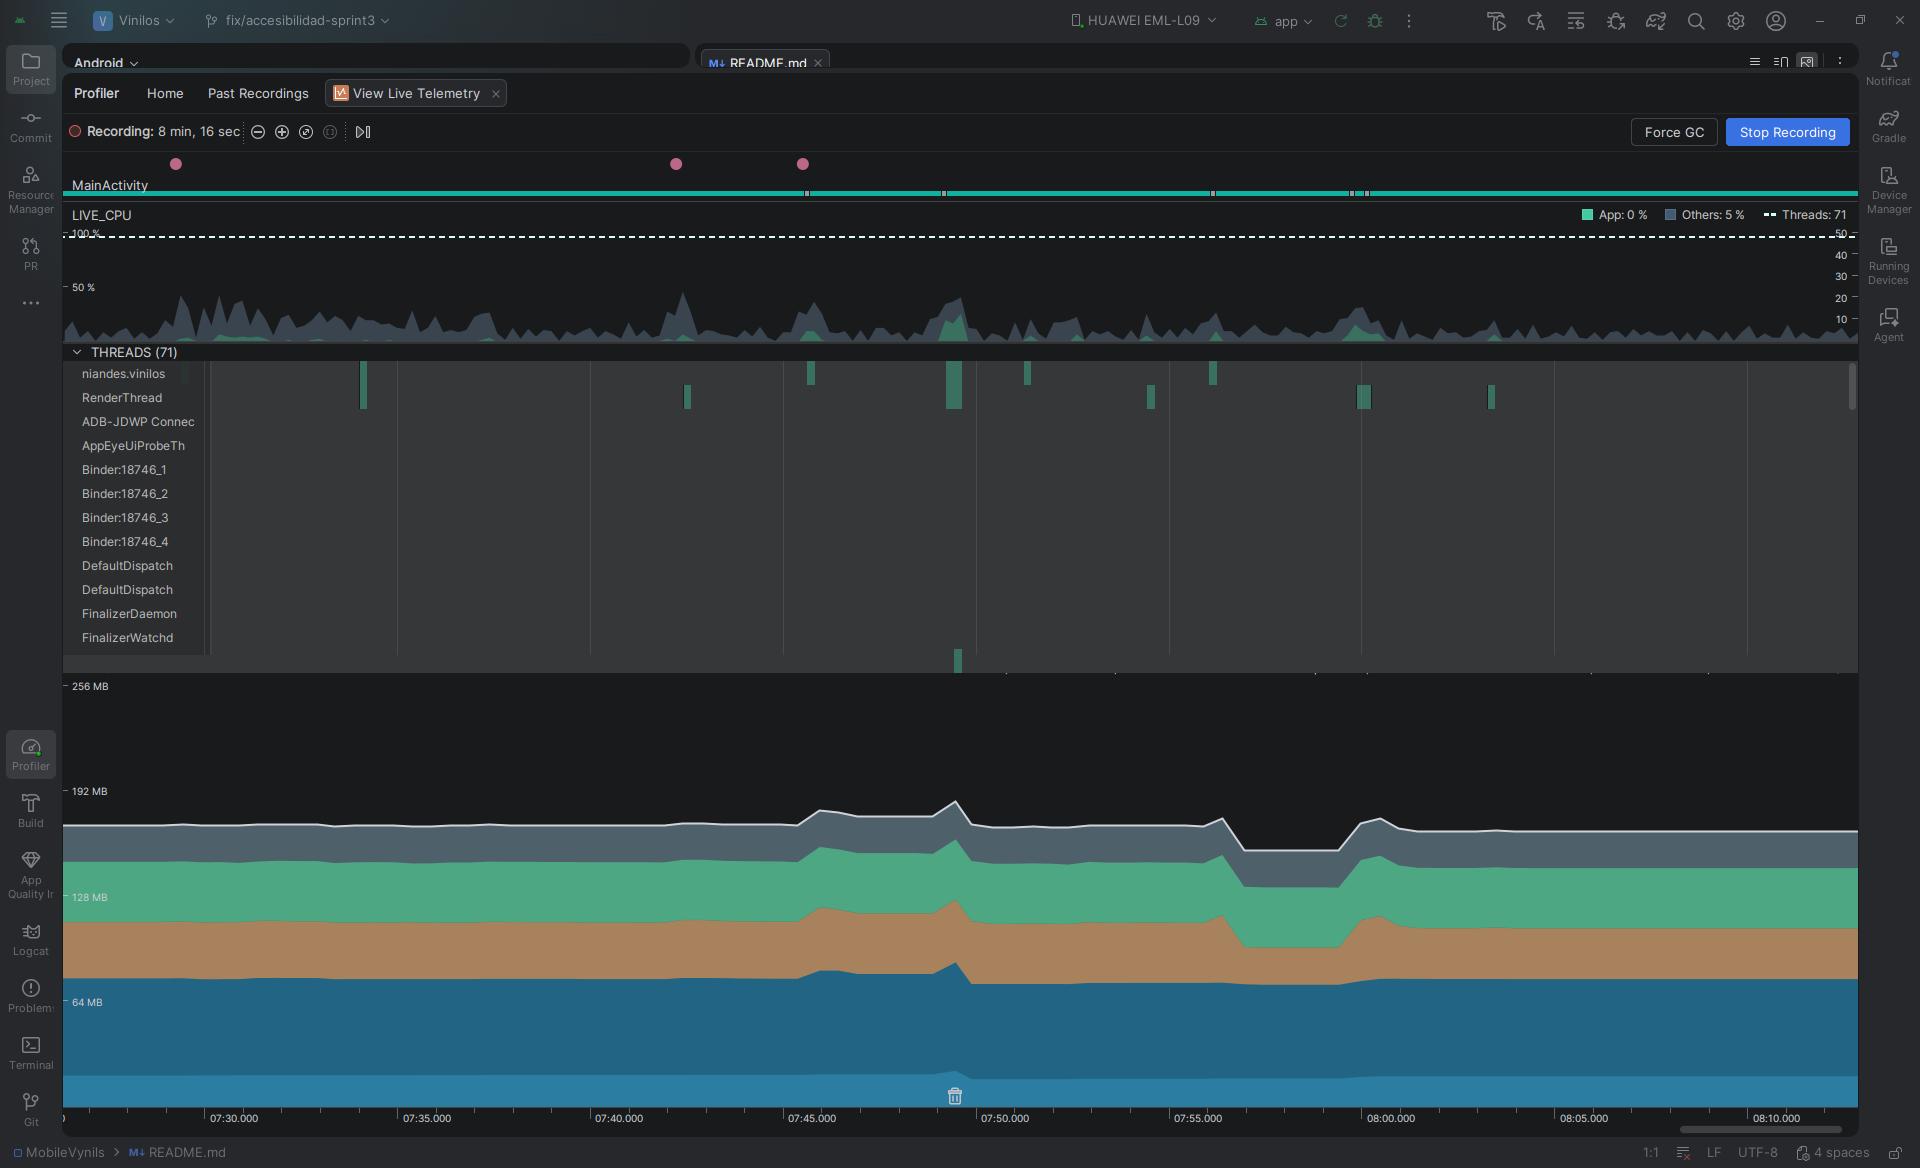 V Vinilos
fix/accesibilidad-sprint3
HUAWEI EML-L09
app
Project
Commit
Resource
Manager
PR
Profiler
Build
App
Quality In
Logcat
Problem
Terminal
Git
Android
M↓ README.md
Profiler Home Past Recordings View Live Telemetry
Recording: 8 min, 16 sec
Force GC
Stop Recording
MainActivity
LIVE_CPU
App: 0 %
Others: 5 %
Threads: 71
100 %
50 %
50
40
30
20
10
THREADS (71)
niandes.vinilos
RenderThread
ADB-JDWP Connec
AppEyeUiProbeTh
Binder:18746_1
Binder:18746_2
Binder:18746_3
Binder:18746_4
DefaultDispatch
DefaultDispatch
FinalizerDaemon
FinalizerWatchd
256 MB
192 MB
128 MB
64 MB
07:30.000
07:35.000
07:40.000
07:45.000
07:50.000
07:55.000
08:00.000
08:05.000
08:10.000
Notificat
Gradle
Device
Manager
Running
Devices
Agent
MobileVynils
M↓ README.md
1:1
LF
UTF-8
4 spaces